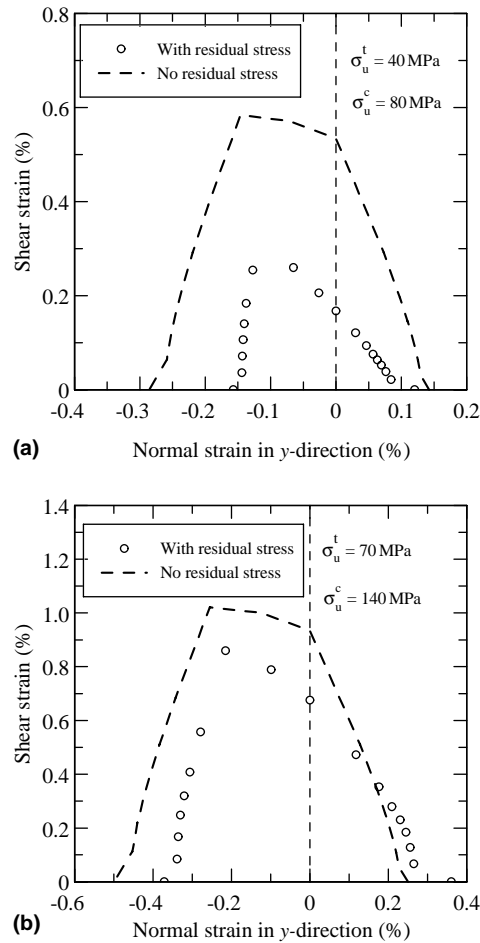 0.8
With residual stress
No residual stress
σ_u^t = 40 MPa
σ_u^c = 80 MPa
0.6
0.4
0.2
0
Shear strain (%)
-0.4 -0.3 -0.2 -0.1 0 0.1 0.2
Normal strain in y-direction (%)
(a)
1.4
With residual stress
No residual stress
σ_u^t = 70 MPa
σ_u^c = 140 MPa
1.2
1.0
0.8
0.6
0.4
0.2
0
Shear strain (%)
-0.6 -0.4 -0.2 0 0.2 0.4
Normal strain in y-direction (%)
(b)